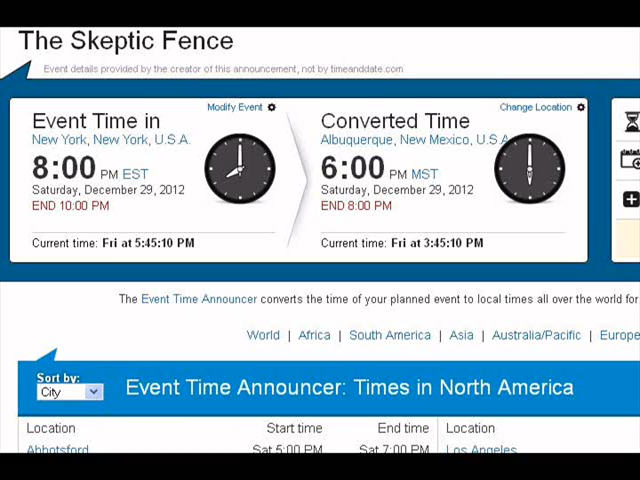 The Skeptic Fence
Event details provided by the creator of this announcement, not by timeanddate.com
Modify Event
Event Time in
New York, New York, U.S.A.
8:00 PM EST
Saturday, December 29, 2012
END 10:00 PM
Current time: Fri at 5:45:10 PM
Change Location
Converted Time
Albuquerque, New Mexico, U.S.A.
6:00 PM MST
Saturday, December 29, 2012
END 8:00 PM
Current time: Fri at 3:45:10 PM
The Event Time Announcer converts the time of your planned event to local times all over the world for
World | Africa | South America | Asia | Australia/Pacific | Europe
Sort by:
City
Event Time Announcer: Times in North America
Location Start time End time Location
Abbotsford Sat 5:00 PM Sat 7:00 PM Los Angeles